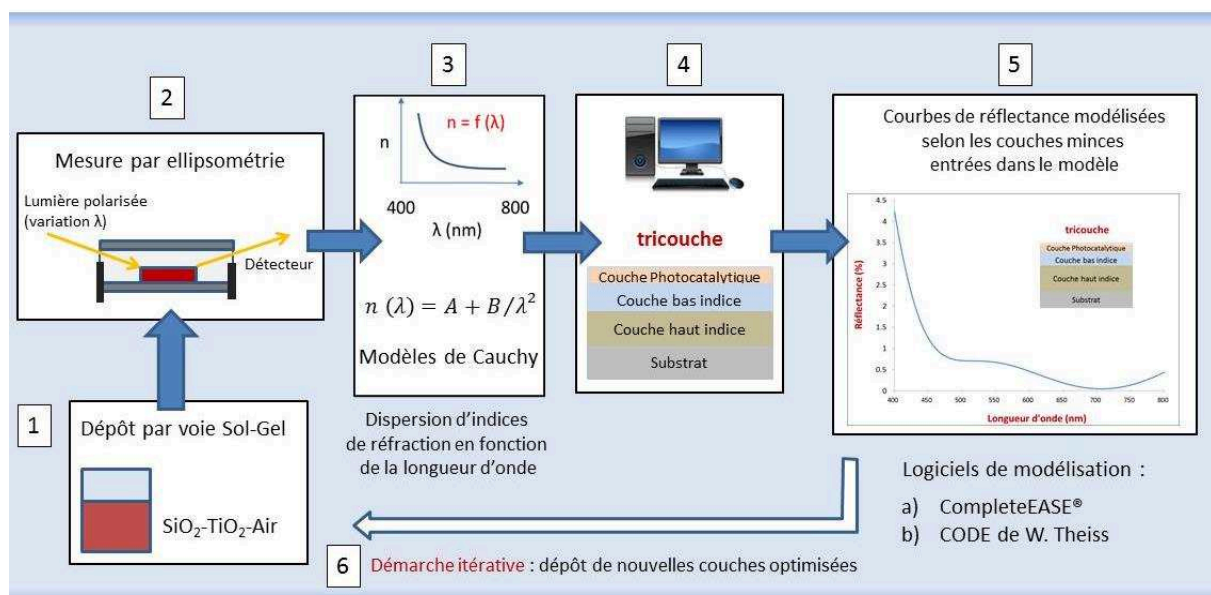 1
Dépôt par voie Sol-Gel
SiO2-TiO2-Air
2
Mesure par ellipsométrie
Lumière polarisée
(variation λ)
Détecteur
3
n = f (λ)
n
400
800
λ (nm)
n (λ) = A + B/λ²
Modèles de Cauchy
Dispersion d'indices
de réfraction en fonction
de la longueur d'onde
4
tricouche
Couche Photocatalytique
Couche bas indice
Couche haut indice
Substrat
5
Courbes de réflectance modélisées
selon les couches minces
entrées dans le modèle
4.5
4
3.5
3
2.5
2
1.5
1
0.5
0
Réflectance (%)
tricouche
Couche Photocatalytique
Couche bas indice
Couche haut indice
Substrat
400 450 500 550 600 650 700 750 800
Longueur d'onde (nm)
Logiciels de modélisation :
a) CompleteEASE®
b) CODE de W. Theiss
6
Démarche itérative : dépôt de nouvelles couches optimisées